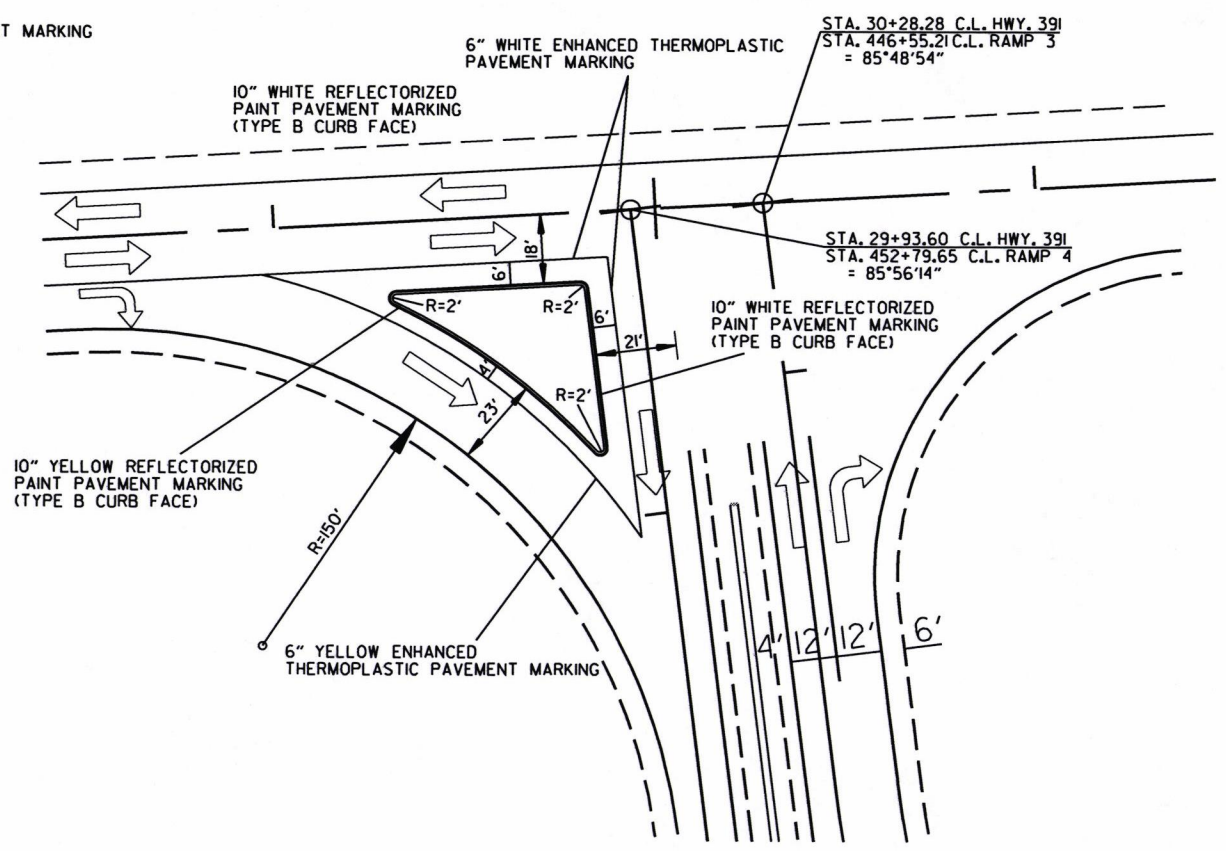 T MARKING
6" WHITE ENHANCED THERMOPLASTIC
PAVEMENT MARKING
STA. 30+28.28 C.L. HWY. 391
STA. 446+55.21 C.L. RAMP 3
= 85°48'54"
10" WHITE REFLECTORIZED
PAINT PAVEMENT MARKING
(TYPE B CURB FACE)
18'
6'
STA. 29+93.60 C.L. HWY. 391
STA. 452+79.65 C.L. RAMP 4
= 85°56'14"
R=2'
R=2'
6'
21'
10" WHITE REFLECTORIZED
PAINT PAVEMENT MARKING
(TYPE B CURB FACE)
4'
R=2'
23'
10" YELLOW REFLECTORIZED
PAINT PAVEMENT MARKING
(TYPE B CURB FACE)
R=150'
6" YELLOW ENHANCED
THERMOPLASTIC PAVEMENT MARKING
4' 12' 12' 6'